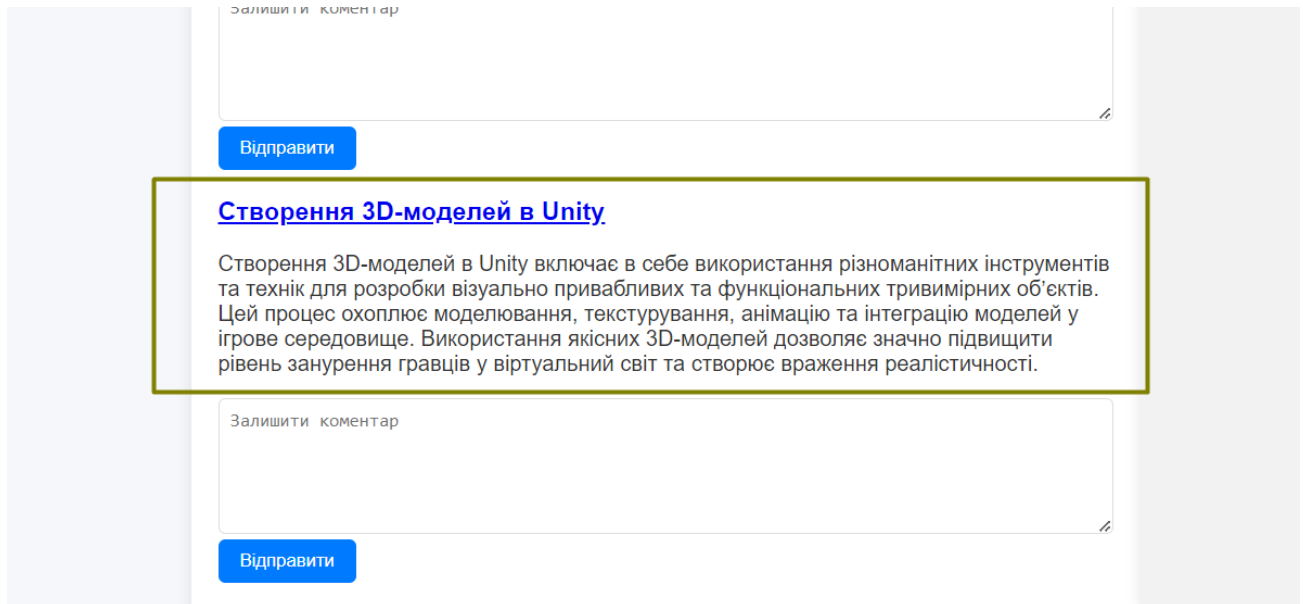 Залишити коментар
Відправити
Створення 3D-моделей в Unity
Створення 3D-моделей в Unity включає в себе використання різноманітних інструментів
та технік для розробки візуально привабливих та функціональних тривимірних об’єктів.
Цей процес охоплює моделювання, текстурування, анімацію та інтеграцію моделей у
ігрове середовище. Використання якісних 3D-моделей дозволяє значно підвищити
рівень занурення гравців у віртуальний світ та створює враження реалістичності.
Залишити коментар
Відправити